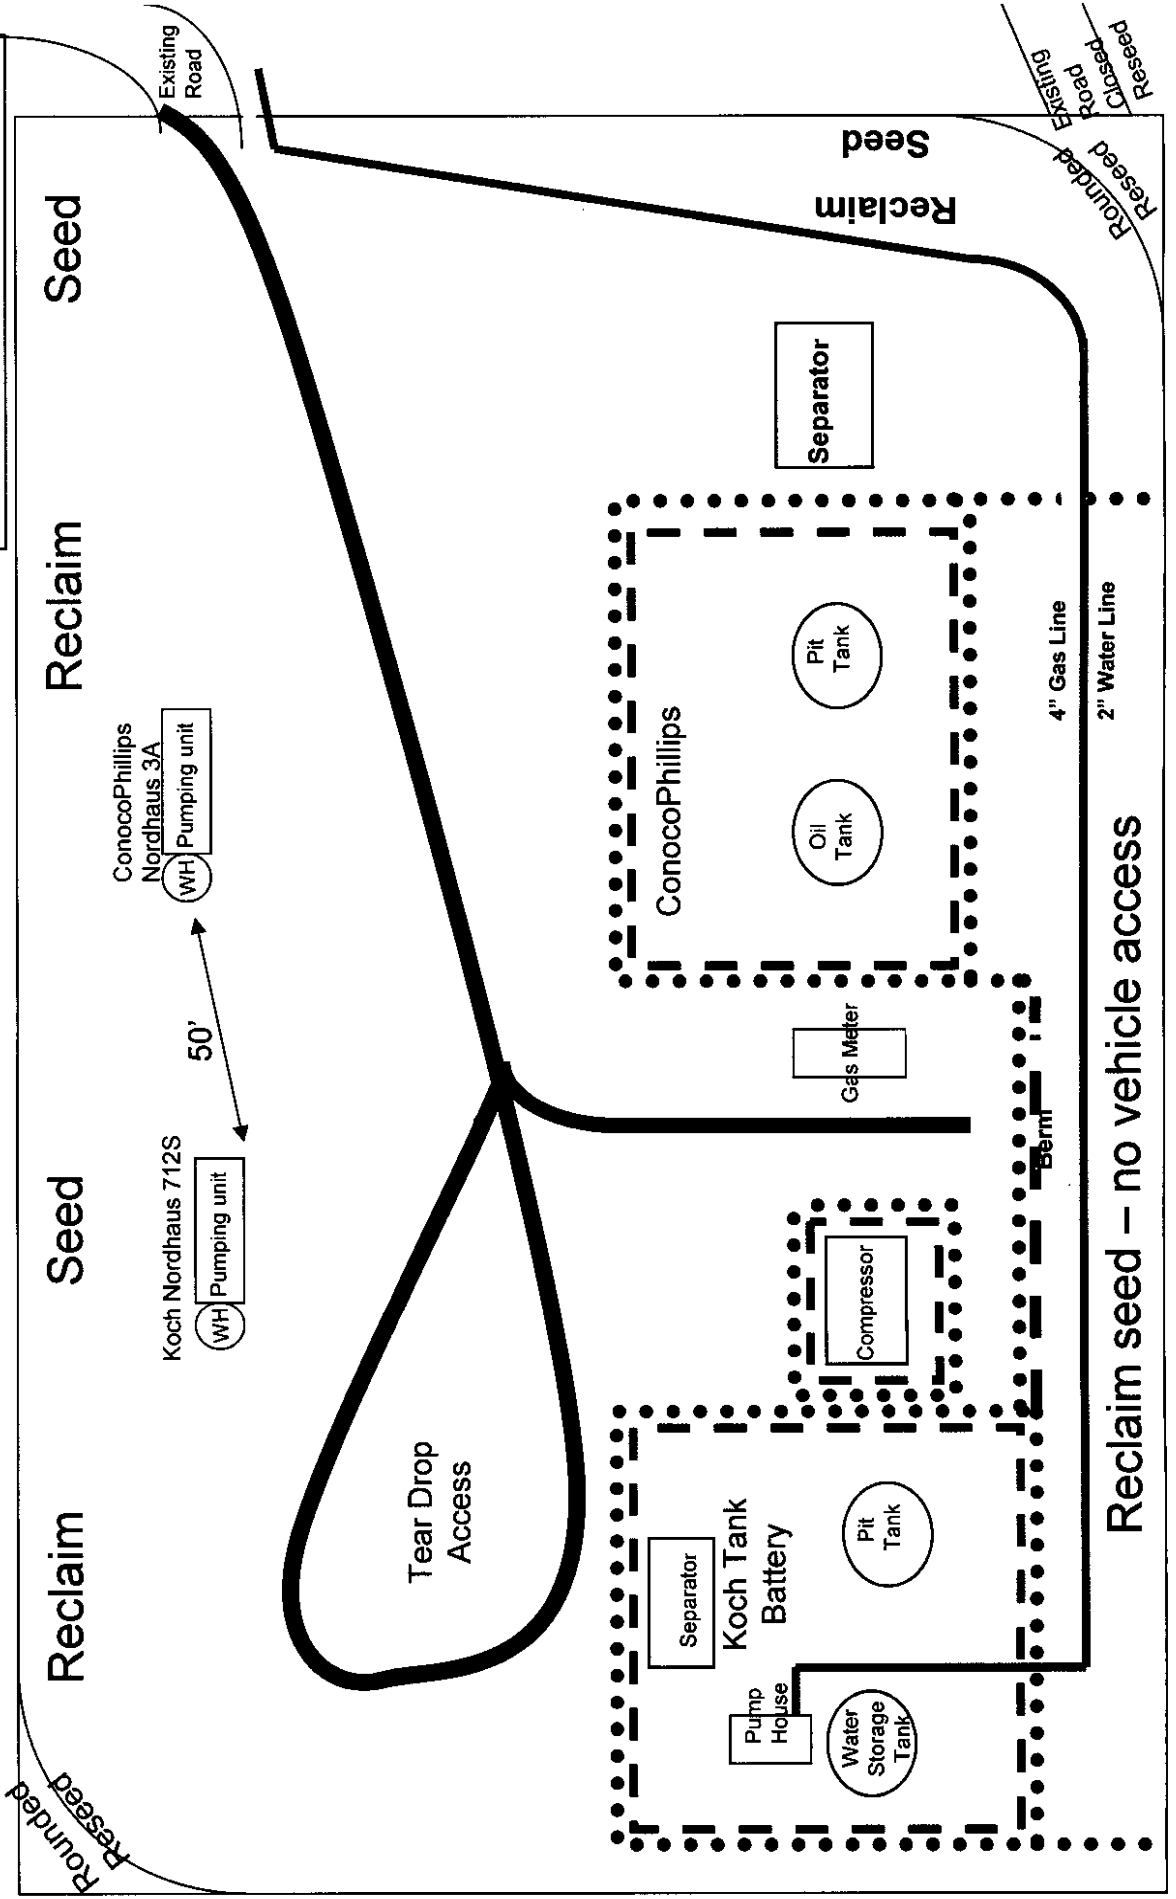 Rounded
Reseed
Reclaim
Seed
Reclaim
Seed
Existing
Road
Koch Nordhaus 712S
WH
Pumping unit
50'
ConocoPhillips
Nordhaus 3A
WH
Pumping unit
Tear Drop
Access
Separator
Koch Tank
Battery
Pump
House
Water
Storage
Tank
Pit
Tank
Compressor
Gas Meter
Berm
ConocoPhillips
Oil
Tank
Pit
Tank
Separator
Reclaim
Seed
4" Gas Line
2" Water Line
Reclaim seed – no vehicle access
Rounded
Reseed
Existing
Road
Closed
Reseed